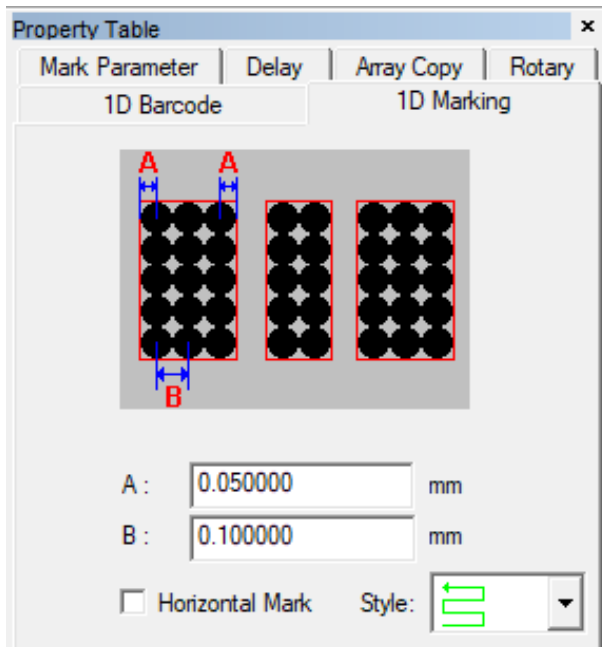 Property Table
Mark Parameter Delay Array Copy Rotary
1D Barcode 1D Marking
A A
B
A : 0.050000 mm
B : 0.100000 mm
Horizontal Mark Style: